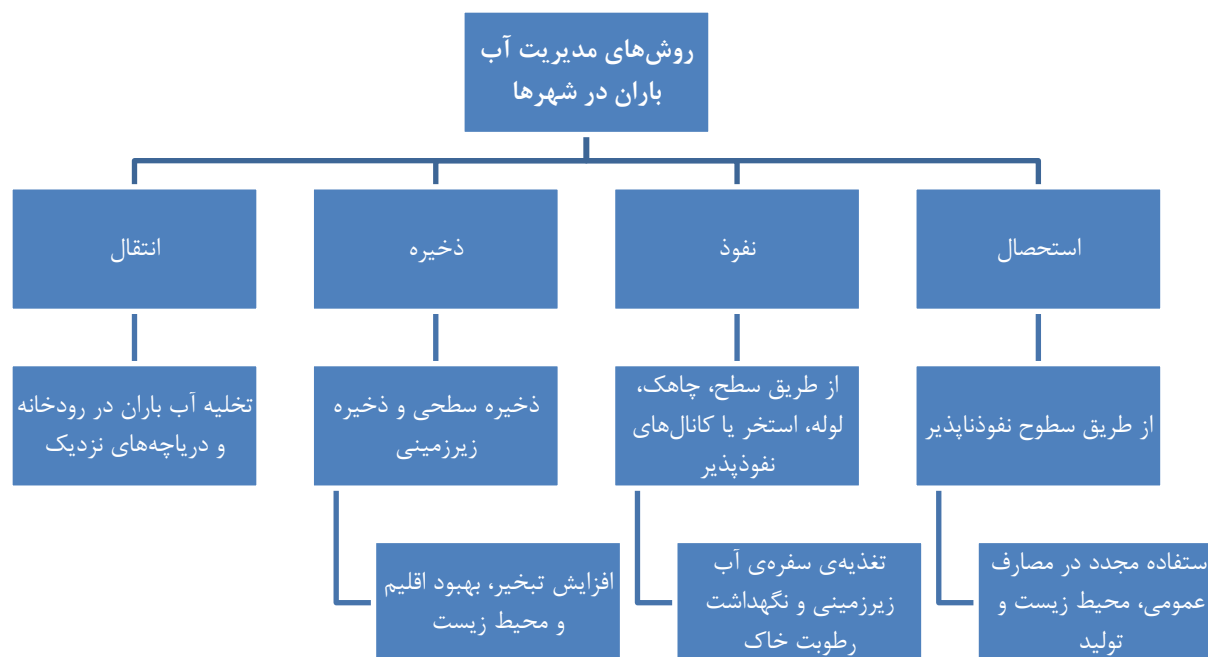 روش‌های مدیریت آب
باران در شهرها
استحصال
نفوذ
ذخیره
انتقال
از طریق سطوح نفوذناپذیر
از طریق سطح، چاهک،
لوله، استخر یا کانال‌های
نفوذپذیر
ذخیره سطحی و ذخیره
زیرزمینی
تخلیه آب باران در رودخانه
و دریاچه‌های نزدیک
ستفاده مجدد در مصارف
عمومی، محیط زیست و
تولید
تغذیه‌ی سفره‌ی آب
زیرزمینی و نگهداشت
رطوبت خاک
افزایش تبخیر، بهبود اقلیم
و محیط زیست